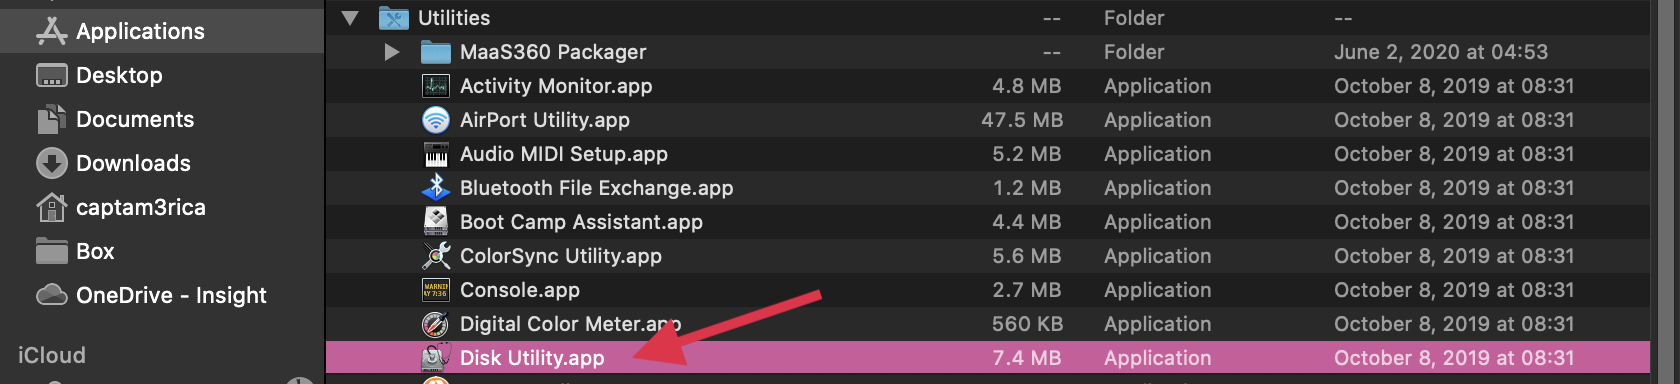 Applications
Desktop
Documents
Downloads
captam3rica
Box
OneDrive - Insight
iCloud
Utilities -- Folder --
MaaS360 Packager -- Folder June 2, 2020 at 04:53
Activity Monitor.app 4.8 MB Application October 8, 2019 at 08:31
AirPort Utility.app 47.5 MB Application October 8, 2019 at 08:31
Audio MIDI Setup.app 5.2 MB Application October 8, 2019 at 08:31
Bluetooth File Exchange.app 1.2 MB Application October 8, 2019 at 08:31
Boot Camp Assistant.app 4.4 MB Application October 8, 2019 at 08:31
ColorSync Utility.app 5.6 MB Application October 8, 2019 at 08:31
WARNIN
AY 7:36
Console.app 2.7 MB Application October 8, 2019 at 08:31
Digital Color Meter.app 560 KB Application October 8, 2019 at 08:31
Disk Utility.app 7.4 MB Application October 8, 2019 at 08:31